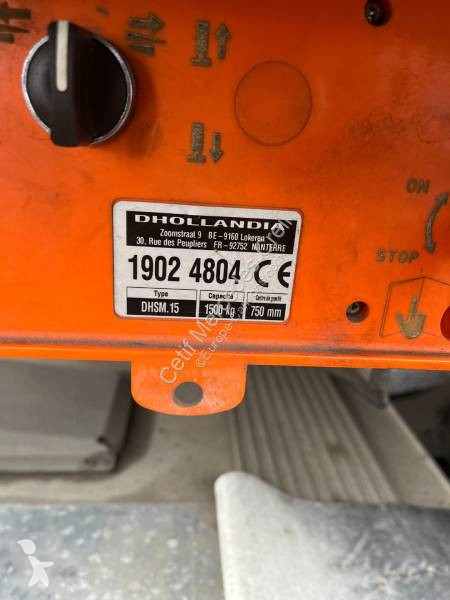 DHOLLANDIA
Zoomstraat 9 BE-9160 Lokeren
30, Rue des Peupliers FR-92752 NANTERRE
1902 4804 CE
Type Capacité Centre de gravité
DHSM.15 1500 kg 750 mm
ON
STOP